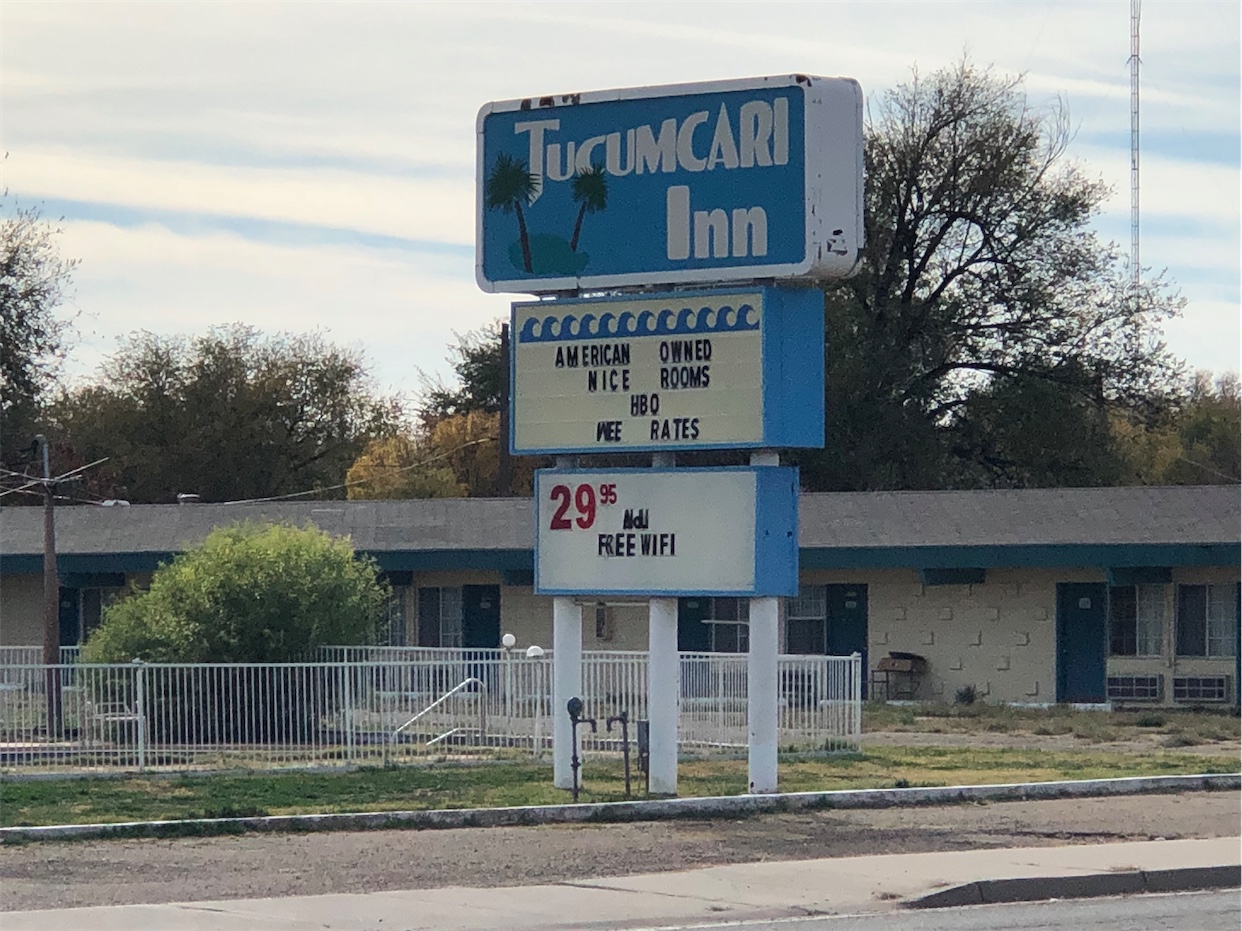 TUCUMCARI
Inn
AMERICAN OWNED
NICE ROOMS
HBO
WEE RATES
29 95
FREE WIFI